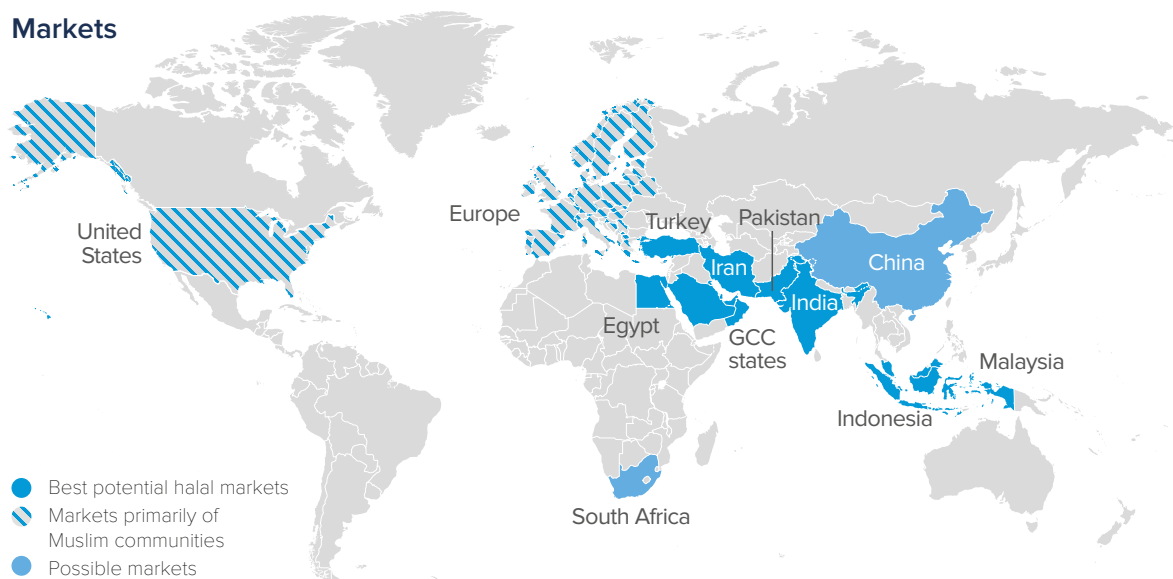 Markets
United
States
Europe
Turkey
Pakistan
Iran
China
India
Egypt
GCC
states
Malaysia
Indonesia
South Africa
Best potential halal markets
Markets primarily of
Muslim communities
Possible markets